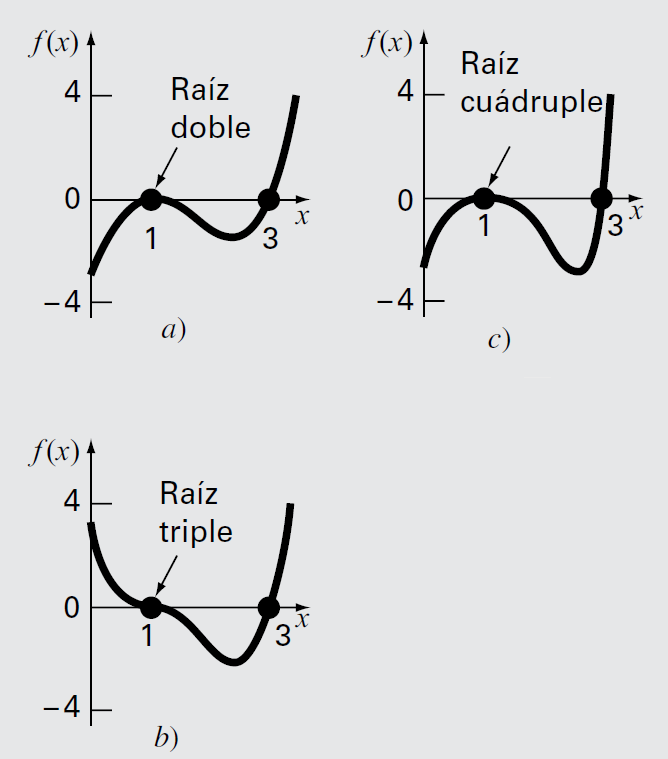 f(x)
4
Raíz
doble
0
1
3
x
−4
a)
f(x)
4
Raíz
cuádruple
0
1
3
x
−4
c)
f(x)
4
Raíz
triple
0
1
3
x
−4
b)